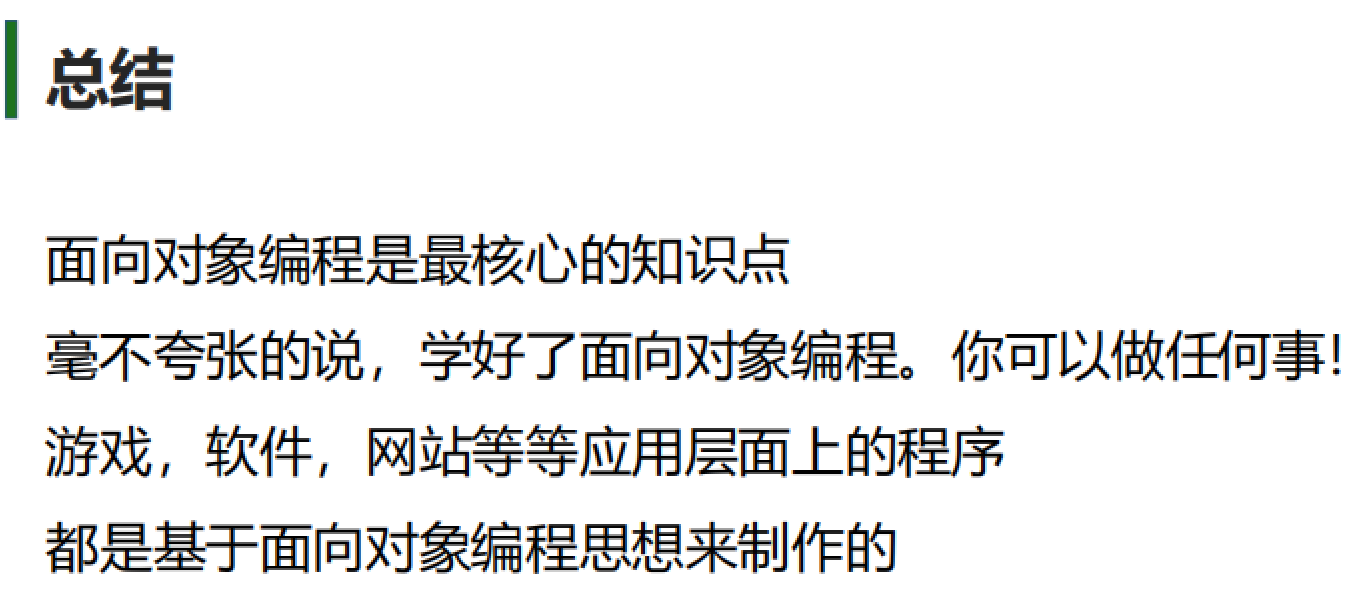 总结
面向对象编程是最核心的知识点
毫不夸张的说，学好了面向对象编程。你可以做任何事!
游戏，软件，网站等等应用层面上的程序
都是基于面向对象编程思想来制作的